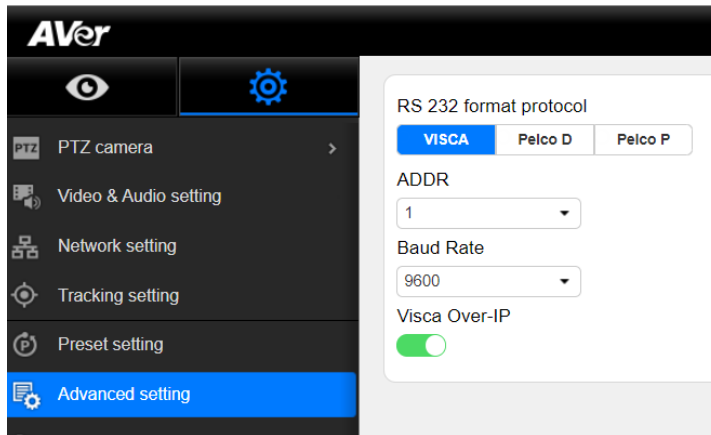 AVer
PTZ PTZ camera
Video & Audio setting
Network setting
Tracking setting
P Preset setting
Advanced setting
RS 232 format protocol
VISCA Pelco D Pelco P
ADDR
1
Baud Rate
9600
Visca Over-IP